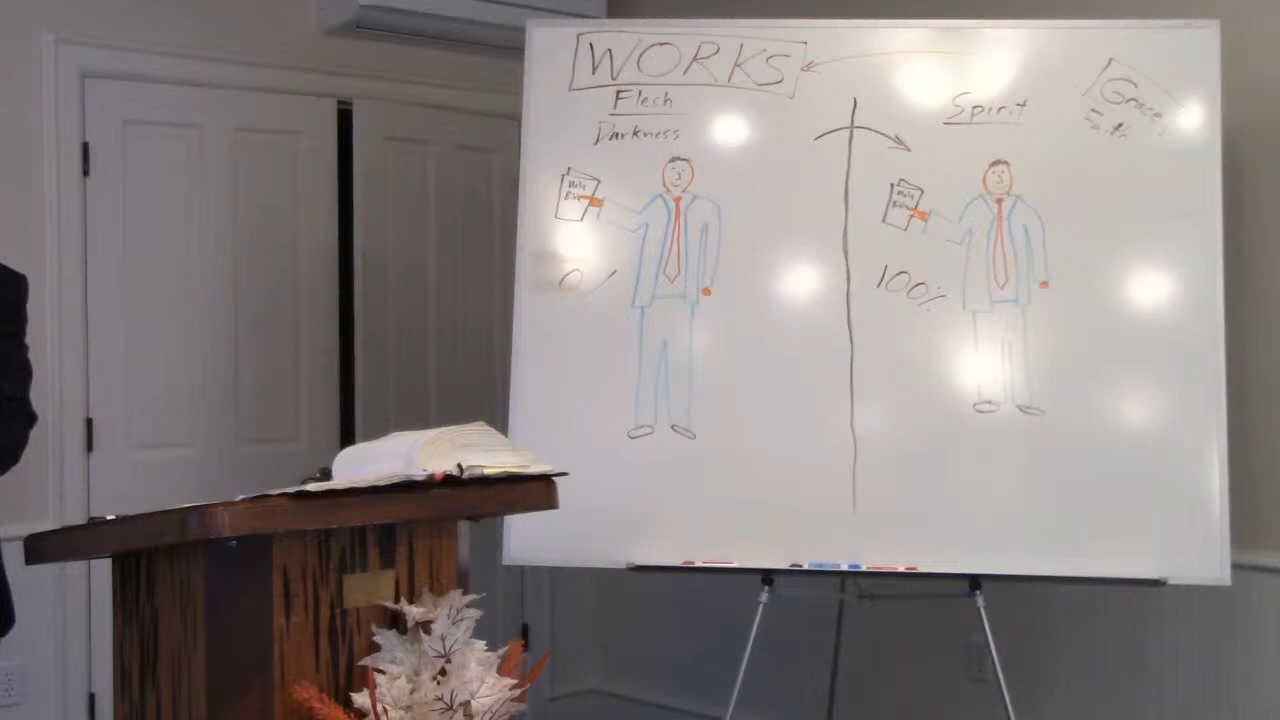 WORKS
Flesh
Darkness
Holy
Bible
0%
Spirit
Grace
Faith
Holy
Bible
100%